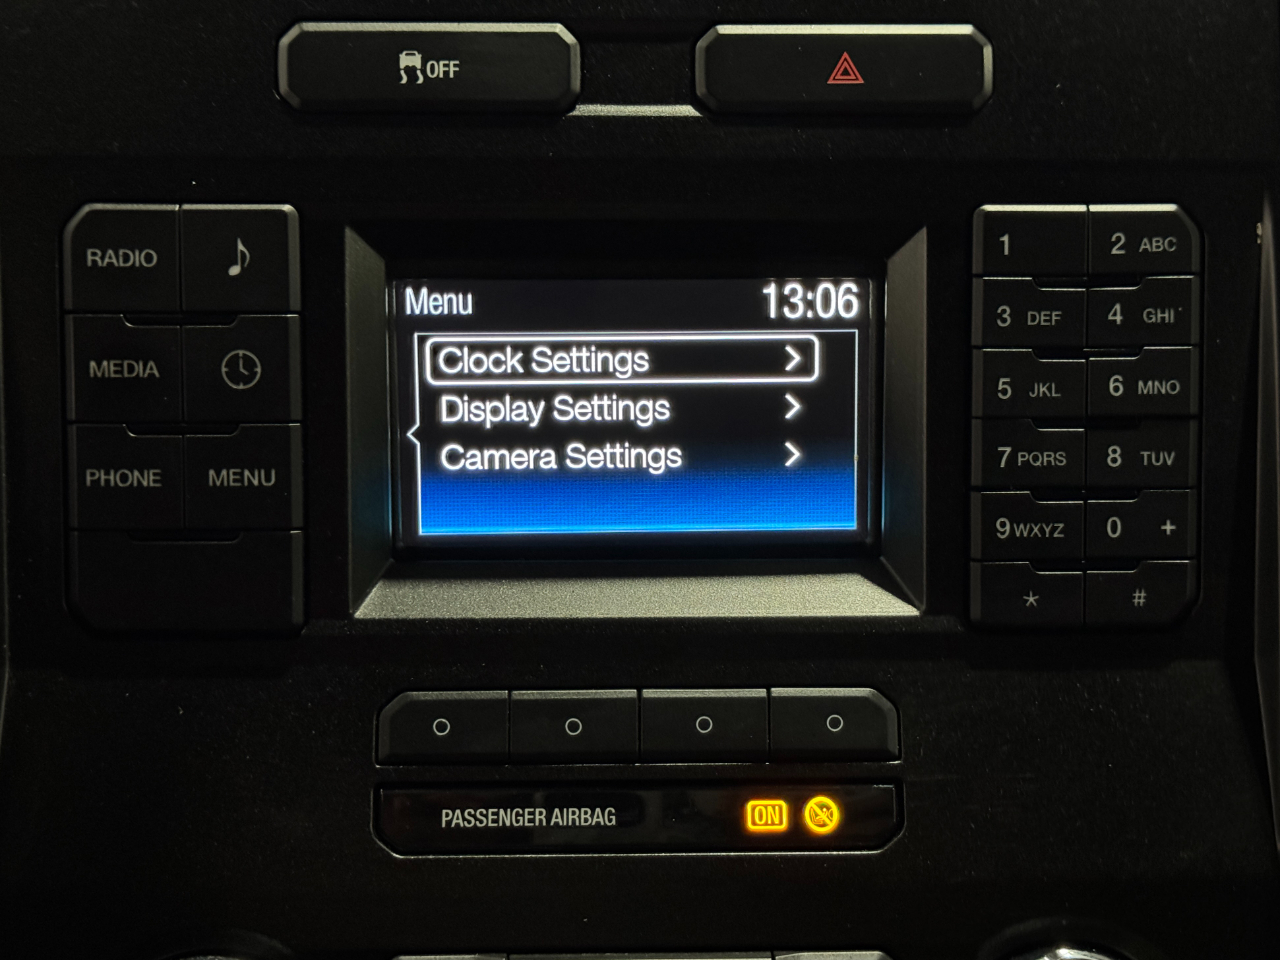 OFF
RADIO
MEDIA
PHONE MENU
Menu 13:06
Clock Settings >
Display Settings >
Camera Settings >
1 2 ABC
3 DEF 4 GHI
5 JKL 6 MNO
7 PQRS 8 TUV
9 WXYZ 0 +
* #
PASSENGER AIRBAG ON